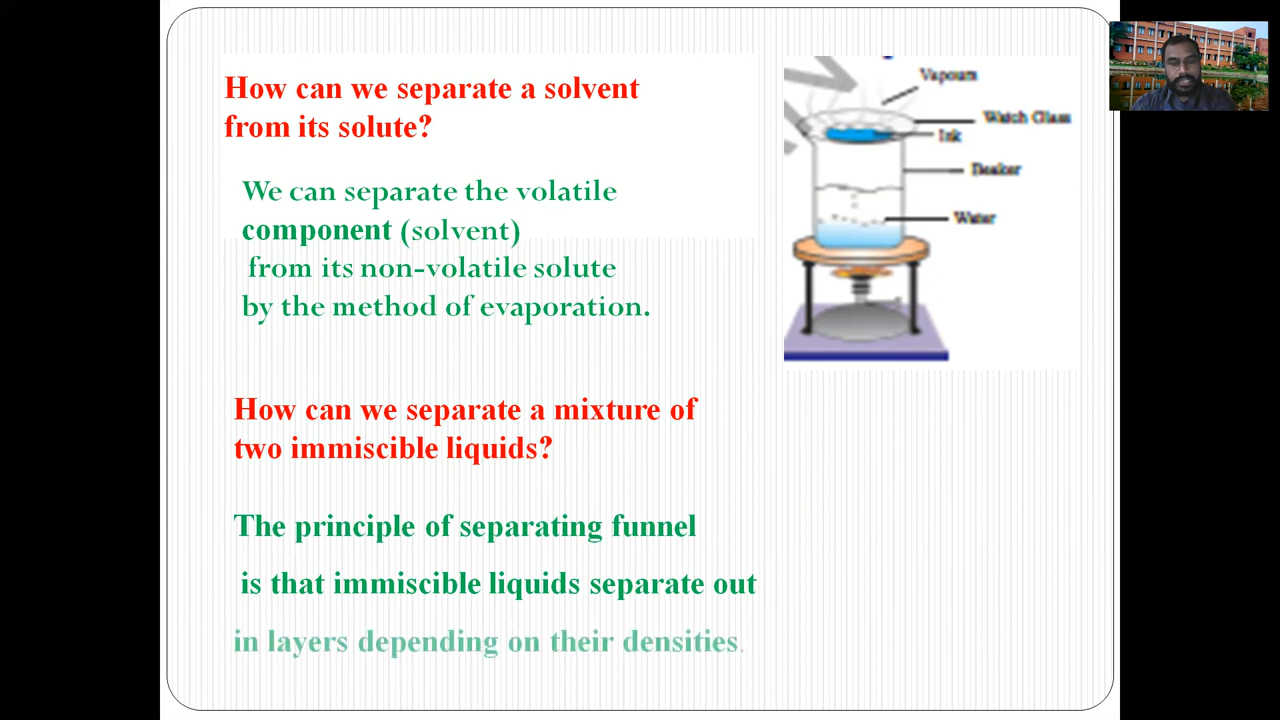 How can we separate a solvent
from its solute?
We can separate the volatile
component (solvent)
from its non-volatile solute
by the method of evaporation.
Vapours
Watch Glass
Ink
Beaker
Water
How can we separate a mixture of
two immiscible liquids?
The principle of separating funnel
is that immiscible liquids separate out
in layers depending on their densities.